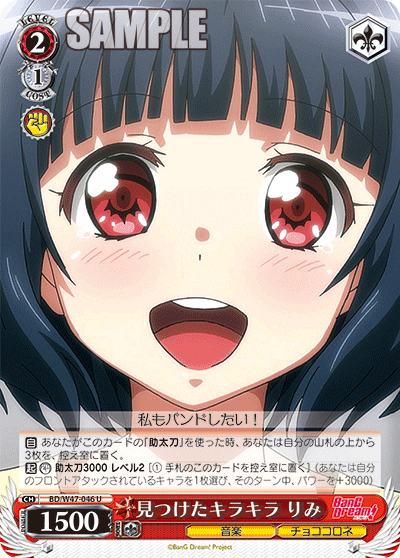 LEVEL
2
SAMPLE
1
COST
私もバンドしたい！
自 あなたがこのカードの「助太刀」を使った時、あなたは自分の山札の上から
3枚を、控え室に置く。
起 助太刀3000 レベル2 [① 手札のこのカードを控え室に置く] （あなたは自分の
フロントアタックされているキャラを1枚選び、そのターン中、パワーを＋3000）
CH BD/W47-046 U
1500
見つけたキラキラ りみ
BanG Dream!
音楽
チョココロネ
©BanG Dream! Project